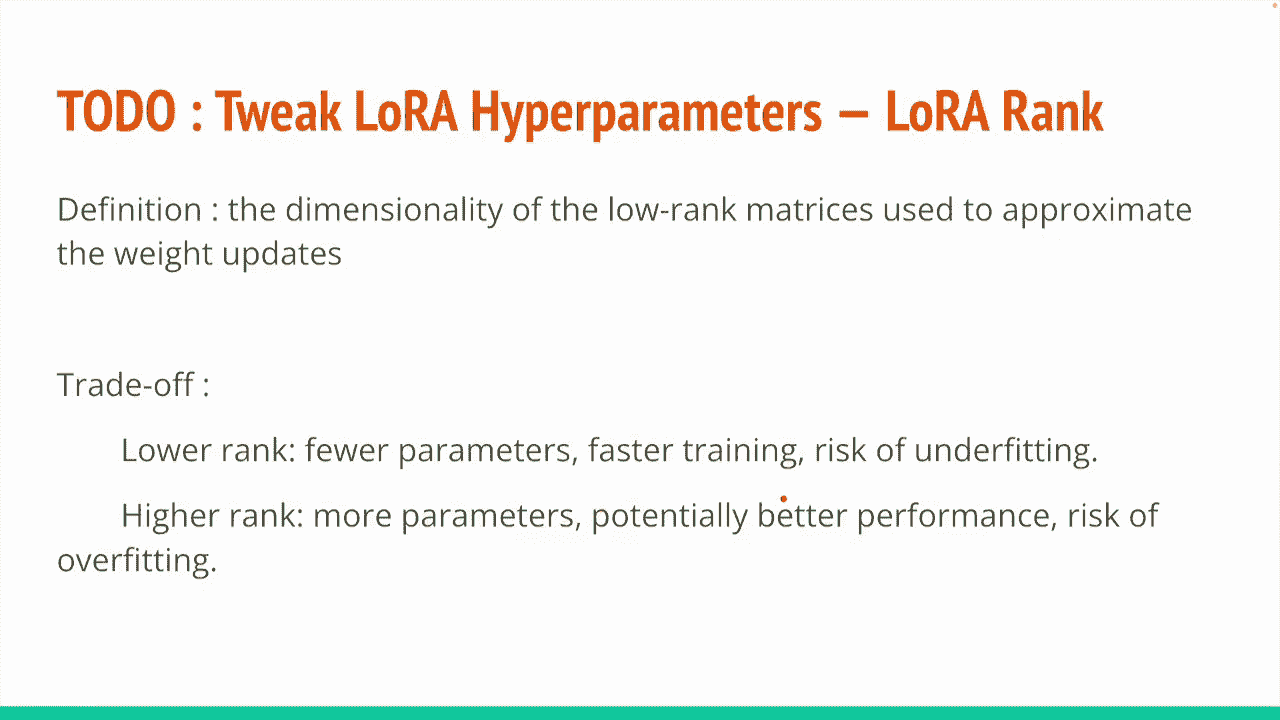 TODO : Tweak LoRA Hyperparameters – LoRA Rank
Definition : the dimensionality of the low-rank matrices used to approximate
the weight updates
Trade-off :
Lower rank: fewer parameters, faster training, risk of underfitting.
Higher rank: more parameters, potentially better performance, risk of
overfitting.